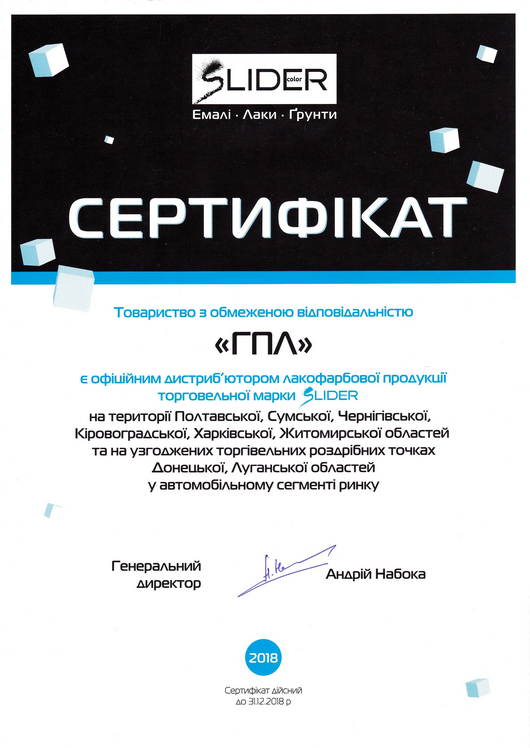 SLIDER
color
Емалі · Лаки · Ґрунти
СЕРТИФІКАТ
Товариство з обмеженою відповідальністю
«ГПЛ»
є офіційним дистриб’ютором лакофарбової продукції
торговельної марки SLIDER
на території Полтавської, Сумської, Чернігівської,
Кіровоградської, Харківської, Житомирської областей
та на узгоджених торгівельних роздрібних точках
Донецької, Луганської областей
у автомобільному сегменті ринку
Генеральний
директор
Андрій Набока
2018
Сертифікат дійсний
до 31.12.2018 р